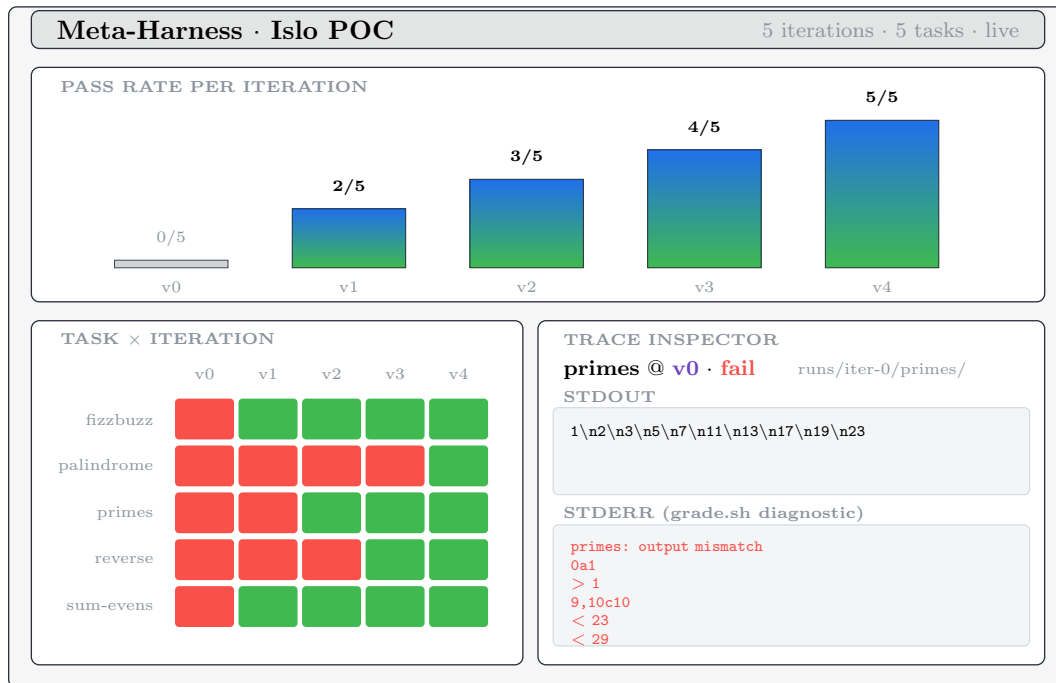 Meta-Harness · Islo POC
5 iterations · 5 tasks · live
PASS RATE PER ITERATION
0/5
2/5
3/5
4/5
5/5
v0
v1
v2
v3
v4
TASK × ITERATION
v0 v1 v2 v3 v4
fizzbuzz
palindrome
primes
reverse
sum-evens
TRACE INSPECTOR
primes @ v0 · fail
runs/iter-0/primes/
STDOUT
1\n2\n3\n5\n7\n11\n13\n17\n19\n23
STDERR (grade.sh diagnostic)
primes: output mismatch
0a1
> 1
9,10c10
< 23
< 29